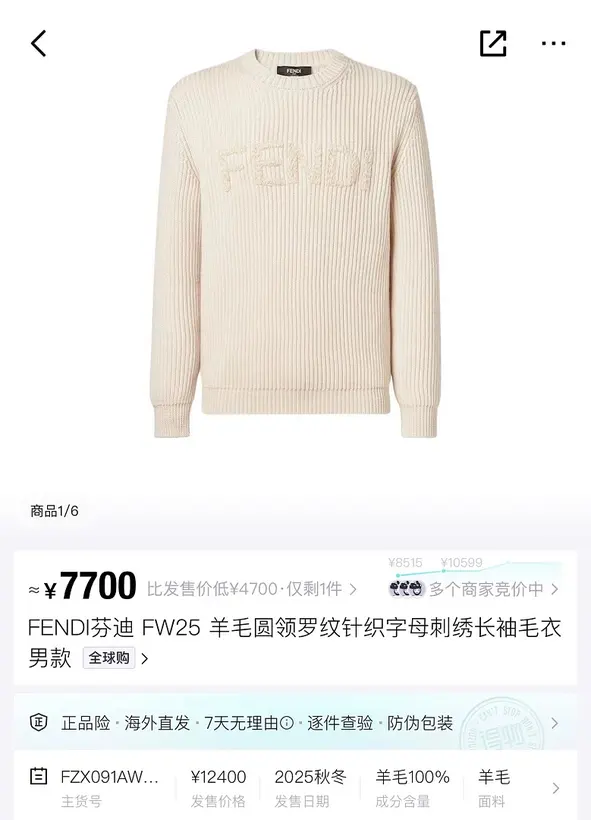 FENDI
FENDI
商品1/6
≈¥7700 比发售价低¥4700·仅剩1件 >
¥8515 ¥10599
多个商家竞价中 >
FENDI芬迪 FW25 羊毛圆领罗纹针织字母刺绣长袖毛衣
男款 全球购 >
正 正品险·海外直发·7天无理由·逐件查验·防伪包装 >
FZX091AW... ¥12400 2025秋冬 羊毛100% 羊毛
主货号 发售价格 发售日期 成分含量 面料